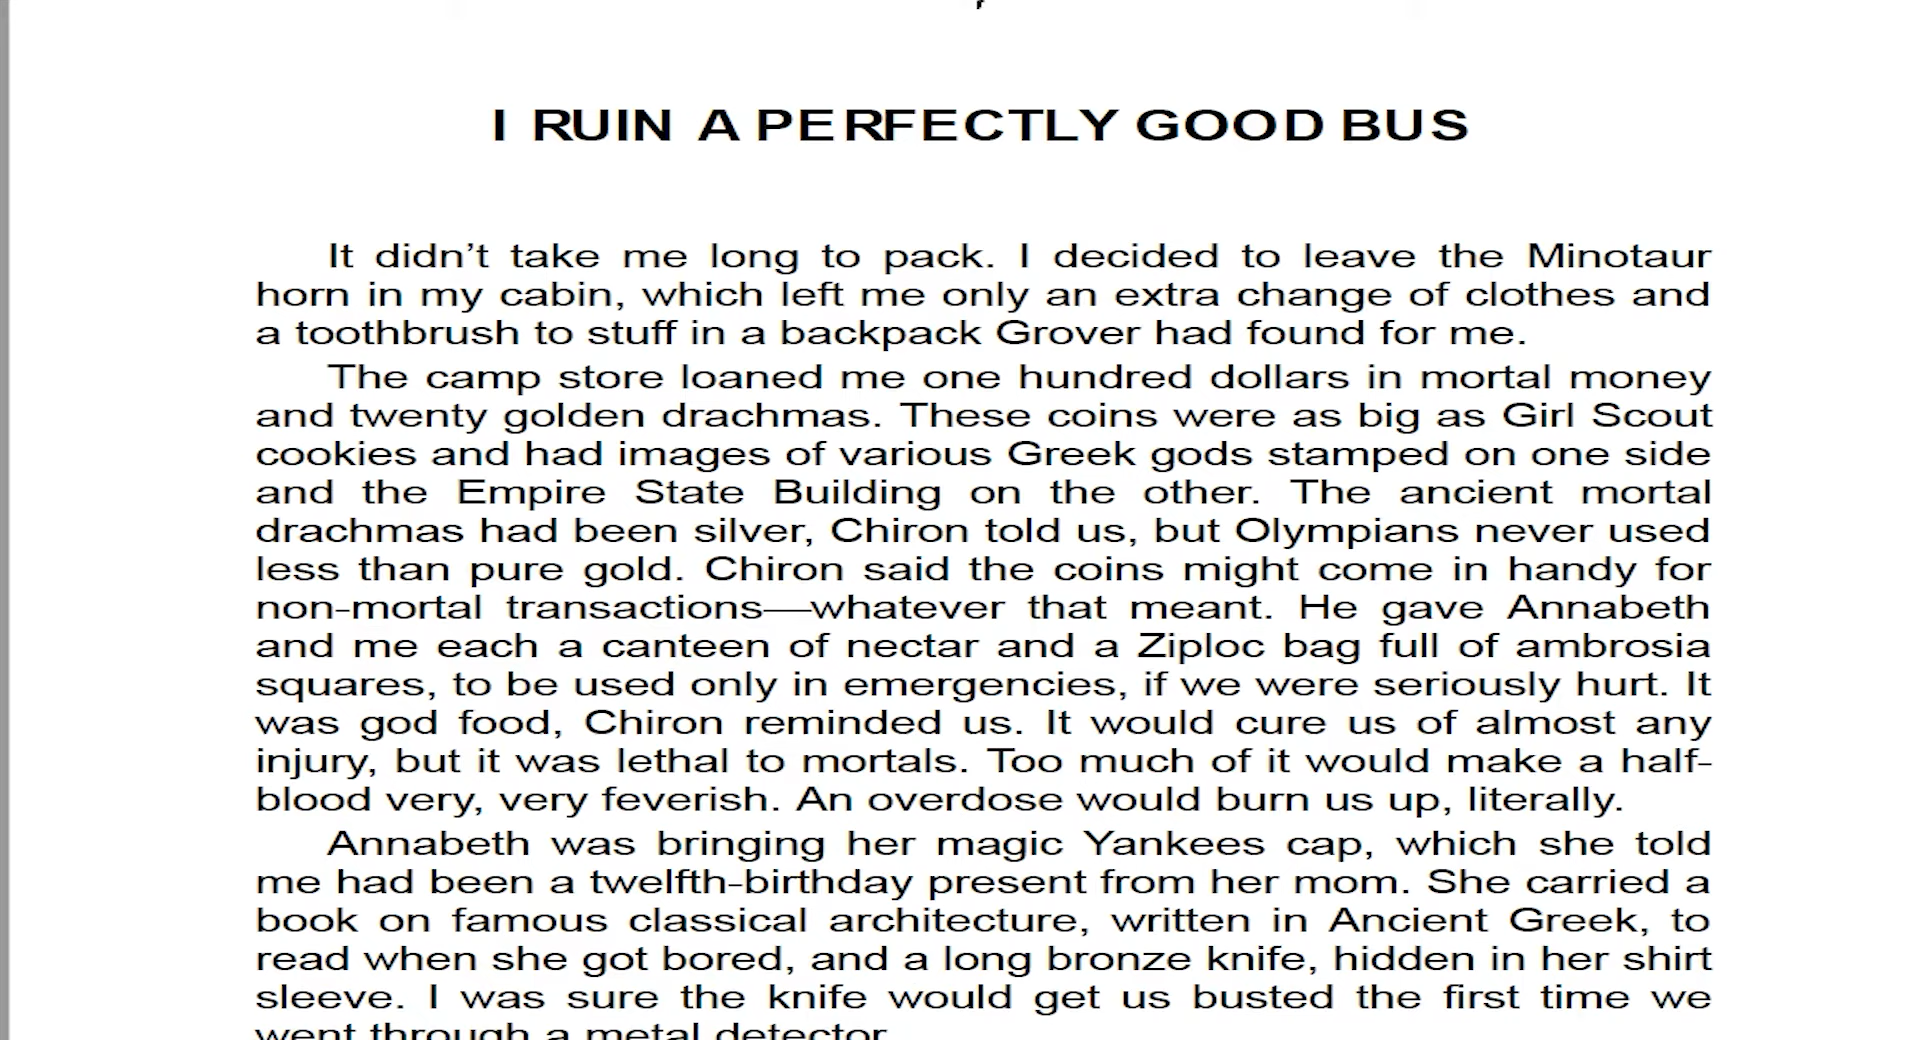 I RUIN A PERFECTLY GOOD BUS
It didn’t take me long to pack. I decided to leave the Minotaur
horn in my cabin, which left me only an extra change of clothes and
a toothbrush to stuff in a backpack Grover had found for me.
The camp store loaned me one hundred dollars in mortal money
and twenty golden drachmas. These coins were as big as Girl Scout
cookies and had images of various Greek gods stamped on one side
and the Empire State Building on the other. The ancient mortal
drachmas had been silver, Chiron told us, but Olympians never used
less than pure gold. Chiron said the coins might come in handy for
non-mortal transactions—whatever that meant. He gave Annabeth
and me each a canteen of nectar and a Ziploc bag full of ambrosia
squares, to be used only in emergencies, if we were seriously hurt. It
was god food, Chiron reminded us. It would cure us of almost any
injury, but it was lethal to mortals. Too much of it would make a half-
blood very, very feverish. An overdose would burn us up, literally.
Annabeth was bringing her magic Yankees cap, which she told
me had been a twelfth-birthday present from her mom. She carried a
book on famous classical architecture, written in Ancient Greek, to
read when she got bored, and a long bronze knife, hidden in her shirt
sleeve. I was sure the knife would get us busted the first time we
went through a metal detector.